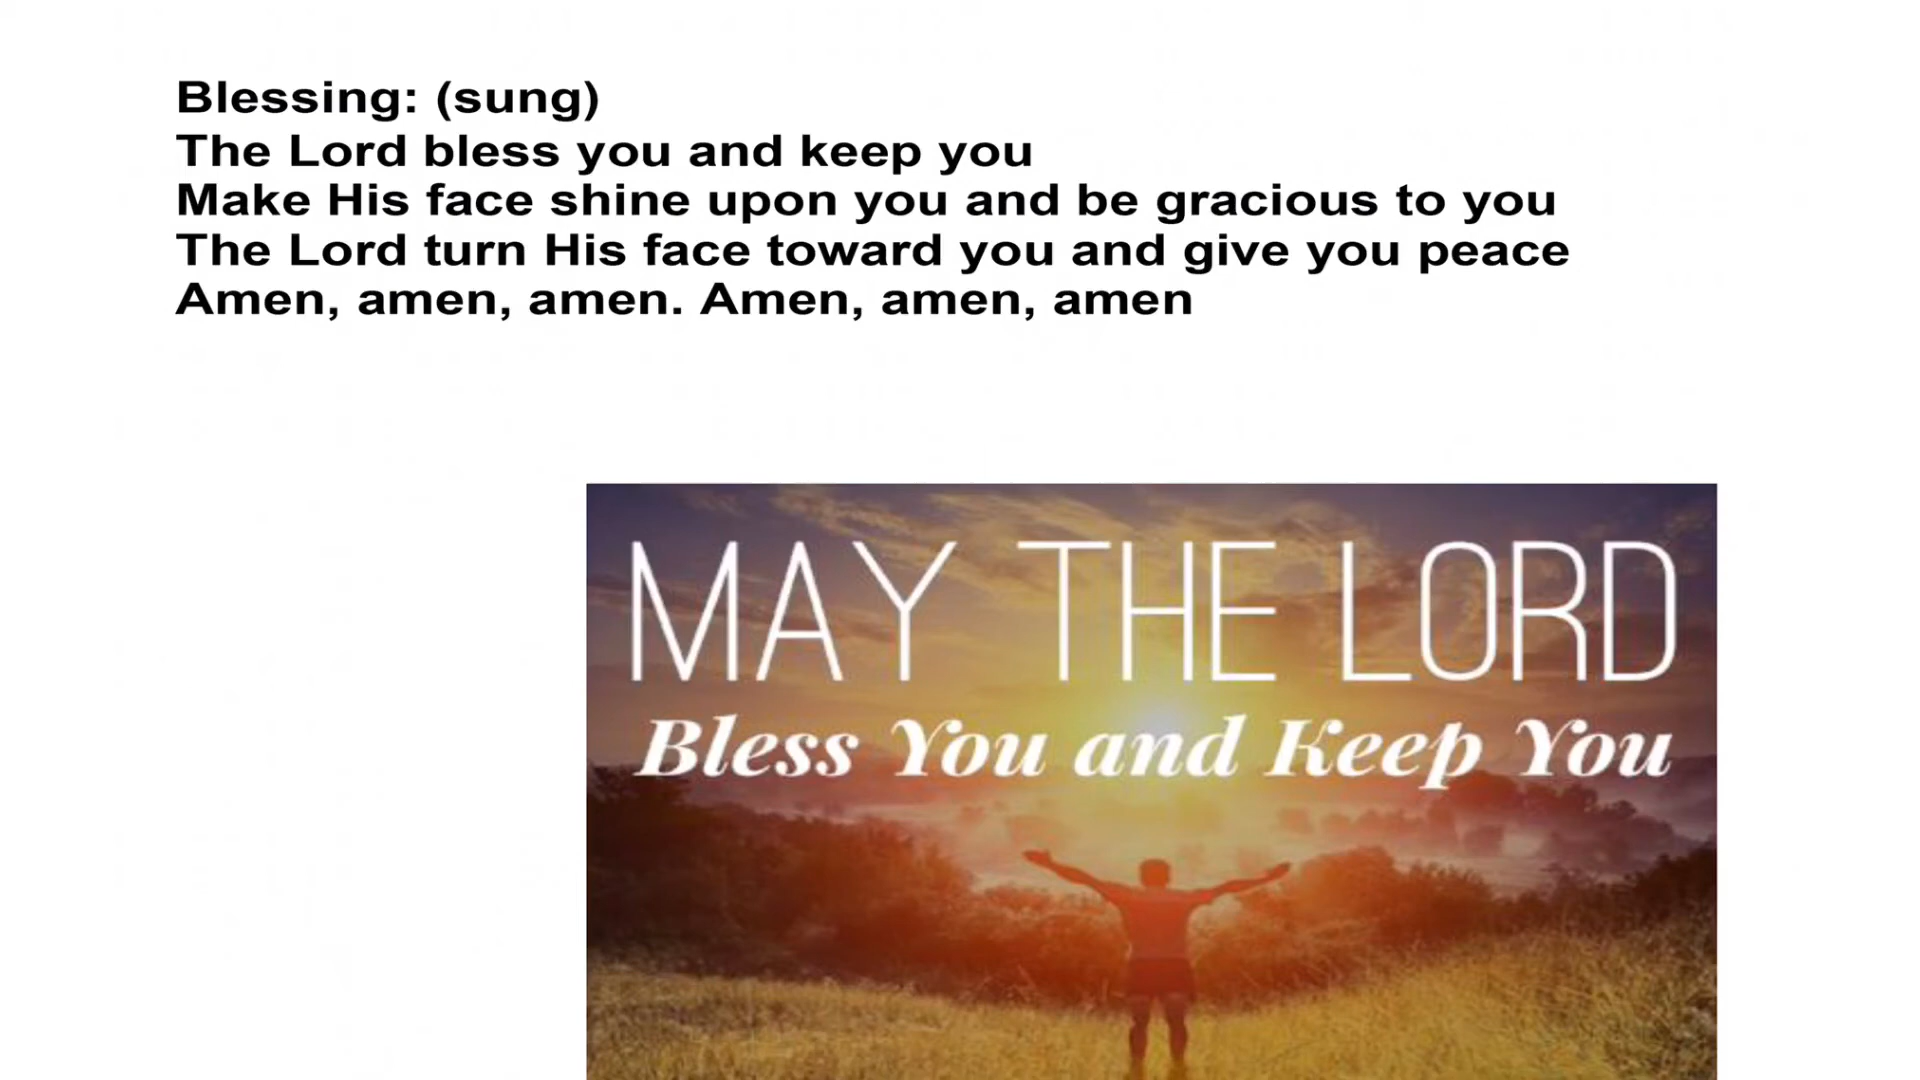 Blessing: (sung)
The Lord bless you and keep you
Make His face shine upon you and be gracious to you
The Lord turn His face toward you and give you peace
Amen, amen, amen. Amen, amen, amen
MAY THE LORD
Bless You and Keep You